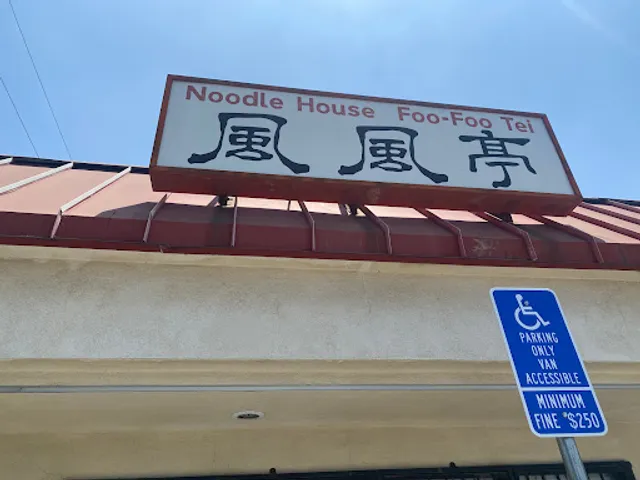 Noodle House Foo-Foo Tei
風風亭
PARKING
ONLY
VAN
ACCESSIBLE
MINIMUM
FINE $250